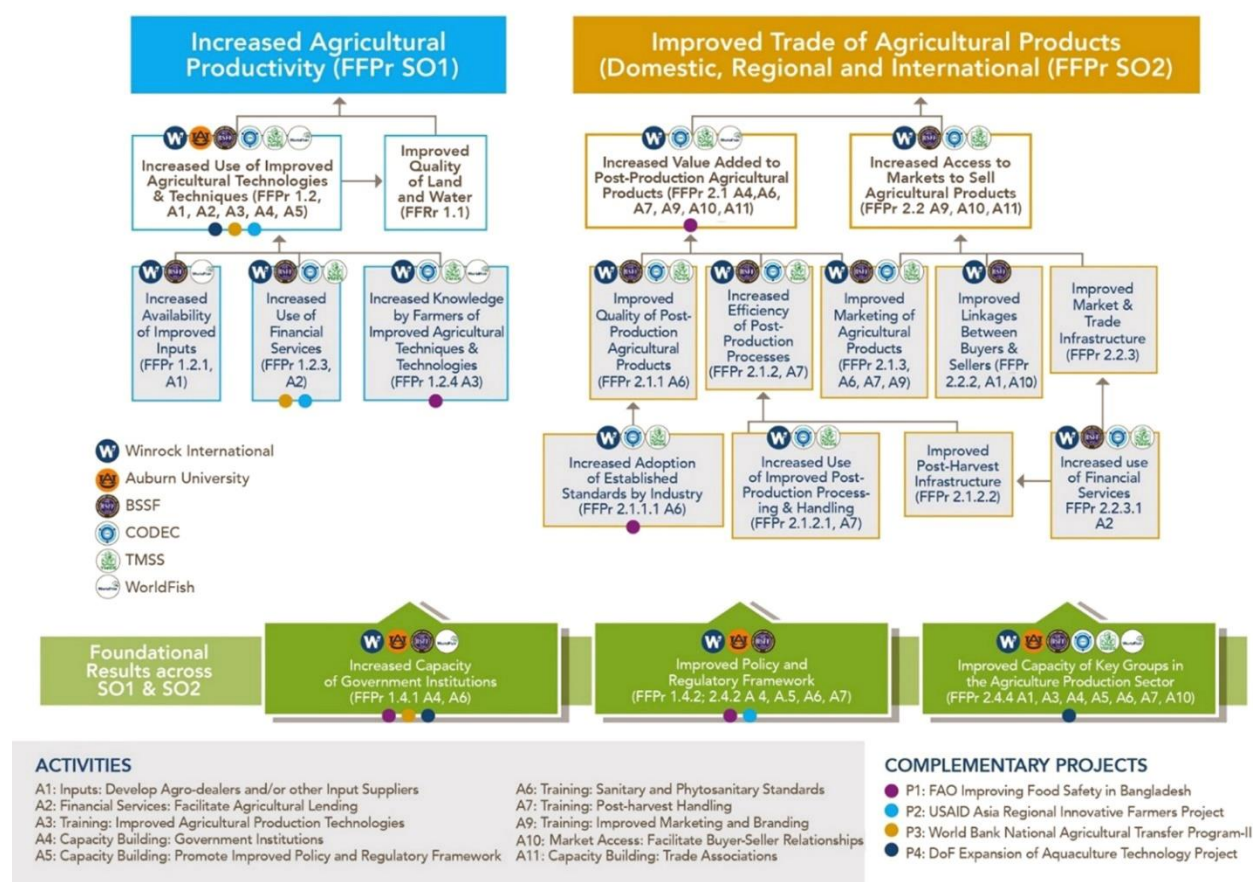 Increased Agricultural
Productivity (FFPr SO1)
Improved Trade of Agricultural Products
(Domestic, Regional and International (FFPr SO2)
Increased Use of Improved
Agricultural Technologies
& Techniques (FFPr 1.2,
A1, A2, A3, A4, A5)
Improved
Quality
of Land
and Water
(FFRr 1.1)
Increased Value Added to
Post-Production Agricultural
Products (FFPr 2.1 A4,A6,
A7, A9, A10, A11)
Increased Access to
Markets to Sell
Agricultural Products
(FFPr 2.2 A9, A10, A11)
Increased
Availability
of Improved
Inputs
(FFPr 1.2.1,
A1)
Increased
Use of
Financial
Services
(FFPr 1.2.3,
A2)
Increased Knowledge
by Farmers of
Improved Agricultural
Techniques &
Technologies
(FFPr 1.2.4 A3)
Improved
Quality of Post-
Production
Agricultural
Products
(FFPr 2.1.1 A6)
Increased
Efficiency
of Post-
Production
Processes
(FFPr 2.1.2, A7)
Improved
Marketing of
Agricultural
Products
(FFPr 2.1.3,
A6, A7, A9)
Improved
Linkages
Between
Buyers &
Sellers (FFPr
2.2.2, A1, A10)
Improved
Market &
Trade
Infrastructure
(FFPr 2.2.3)
Increased Adoption
of Established
Standards by Industry
(FFPr 2.1.1.1 A6)
Increased Use
of Improved Post-
Production Process-
ing & Handling
(FFPr 2.1.2.1, A7)
Improved
Post-Harvest
Infrastructure
(FFPr 2.1.2.2)
Increased use
of Financial
Services
FFPr 2.2.3.1
A2
Winrock International
Auburn University
BSSF
CODEC
TMSS
WorldFish
Foundational
Results across
SO1 & SO2
Increased Capacity
of Government Institutions
(FFPr 1.4.1 A4, A6)
Improved Policy and
Regulatory Framework
(FFPr 1.4.2; 2.4.2 A 4, A.5, A6, A7)
Improved Capacity of Key Groups in
the Agriculture Production Sector
(FFPr 2.4.4 A1, A3, A4, A5, A6, A7, A10)
ACTIVITIES
A1: Inputs: Develop Agro-dealers and/or other Input Suppliers
A2: Financial Services: Facilitate Agricultural Lending
A3: Training: Improved Agricultural Production Technologies
A4: Capacity Building: Government Institutions
A5: Capacity Building: Promote Improved Policy and Regulatory Framework
A6: Training: Sanitary and Phytosanitary Standards
A7: Training: Post-harvest Handling
A9: Training: Improved Marketing and Branding
A10: Market Access: Facilitate Buyer-Seller Relationships
A11: Capacity Building: Trade Associations
COMPLEMENTARY PROJECTS
P1: FAO Improving Food Safety in Bangladesh
P2: USAID Asia Regional Innovative Farmers Project
P3: World Bank National Agricultural Transfer Program-II
P4: DoF Expansion of Aquaculture Technology Project